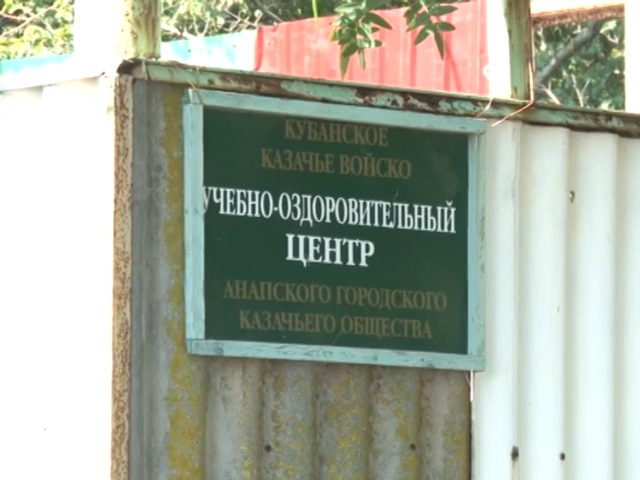 КУБАНСКОЕ
КАЗАЧЬЕ ВОЙСКО
УЧЕБНО-ОЗДОРОВИТЕЛЬНЫЙ
ЦЕНТР
АНАПСКОГО ГОРОДСКОГО
КАЗАЧЬЕГО ОБЩЕСТВА